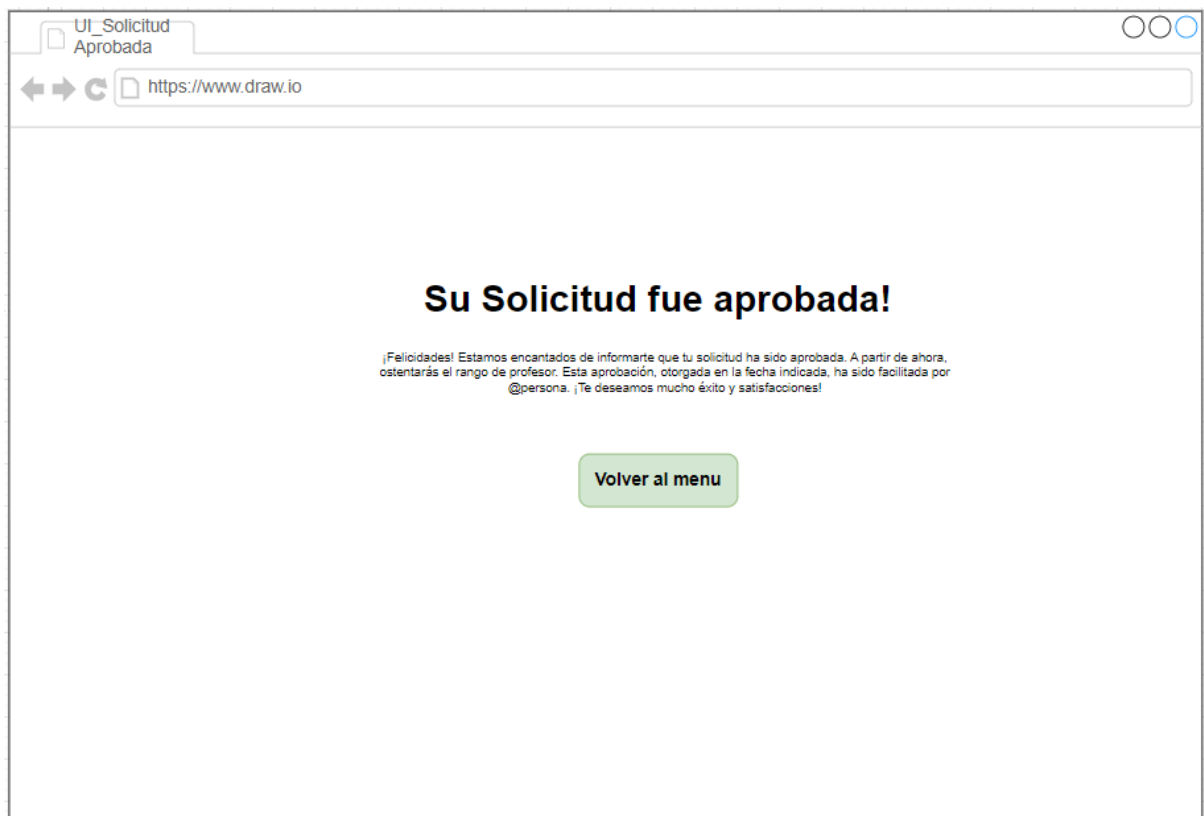 UI_Solicitud
Aprobada
https://www.draw.io
Su Solicitud fue aprobada!
¡Felicidades! Estamos encantados de informarte que tu solicitud ha sido aprobada. A partir de ahora,
ostentarás el rango de profesor. Esta aprobación, otorgada en la fecha indicada, ha sido facilitada por
@persona. ¡Te deseamos mucho éxito y satisfacciones!
Volver al menu